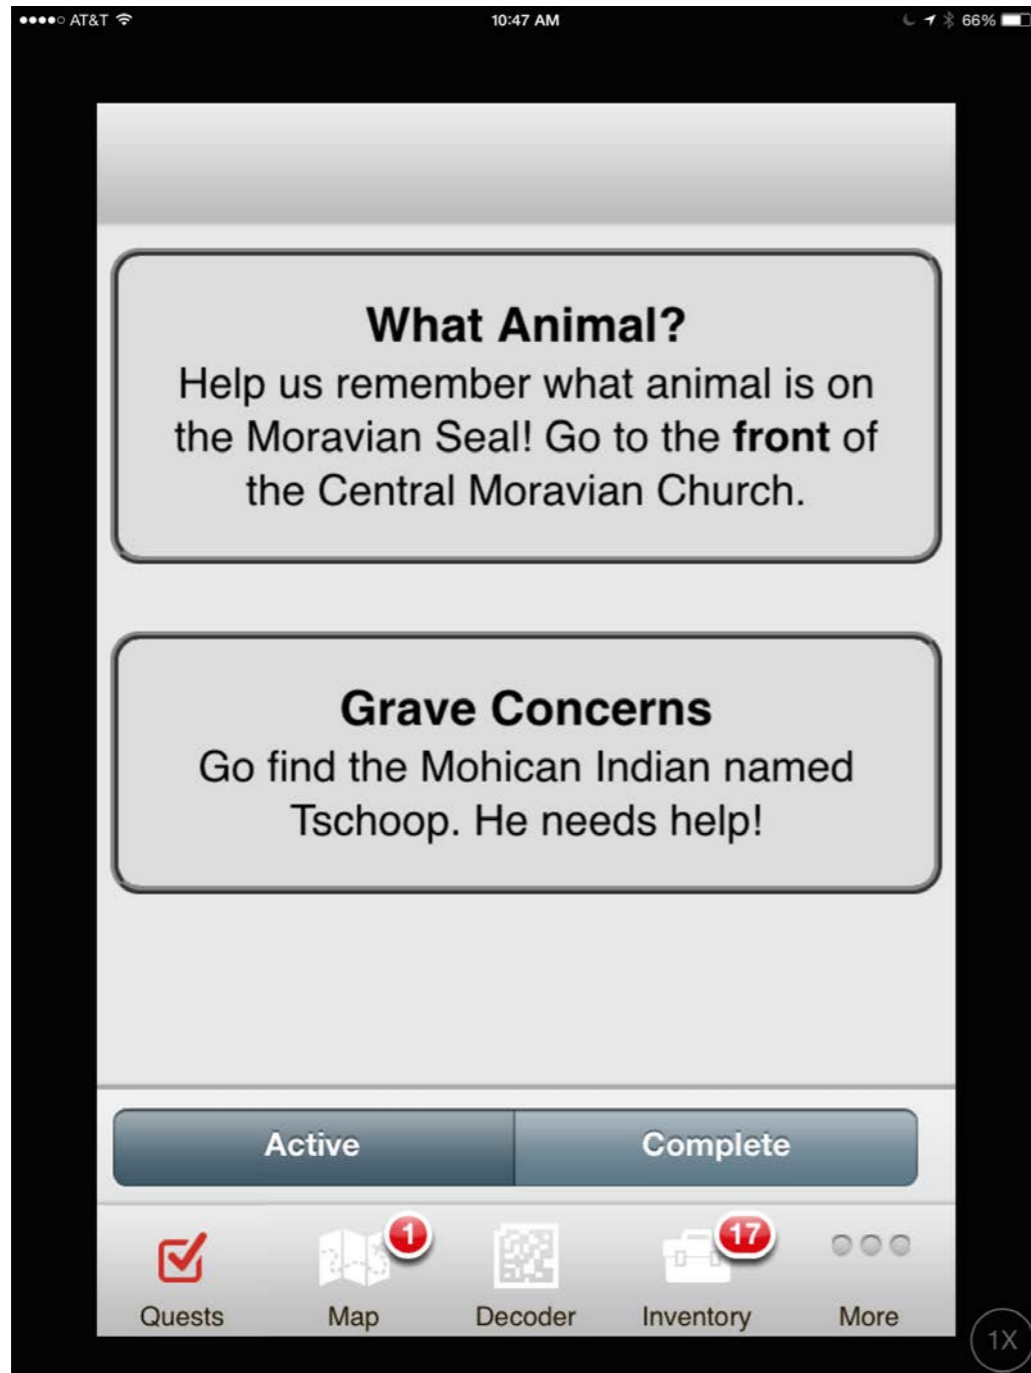 AT&T 10:47 AM 66%
What Animal?
Help us remember what animal is on
the Moravian Seal! Go to the front of
the Central Moravian Church.
Grave Concerns
Go find the Mohican Indian named
Tschoop. He needs help!
Active Complete
1 17
Quests Map Decoder Inventory More
1X